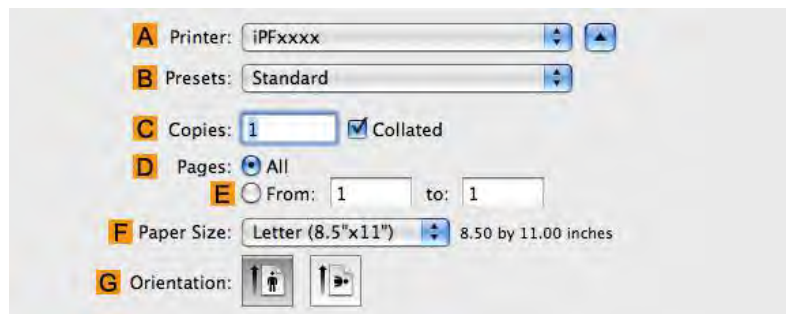 A Printer: iPFxxxx
B Presets: Standard
C Copies: 1 Collated
D Pages: All
E From: 1 to: 1
F Paper Size: Letter (8.5"x11") 8.50 by 11.00 inches
G Orientation: